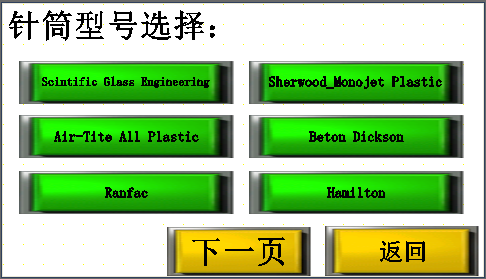 针筒型号选择：
Scintific Glass Engineering
Sherwood_Monojet Plastic
Air-Tite All Plastic
Beton Dickson
Ranfac
Hamilton
下一页
返回